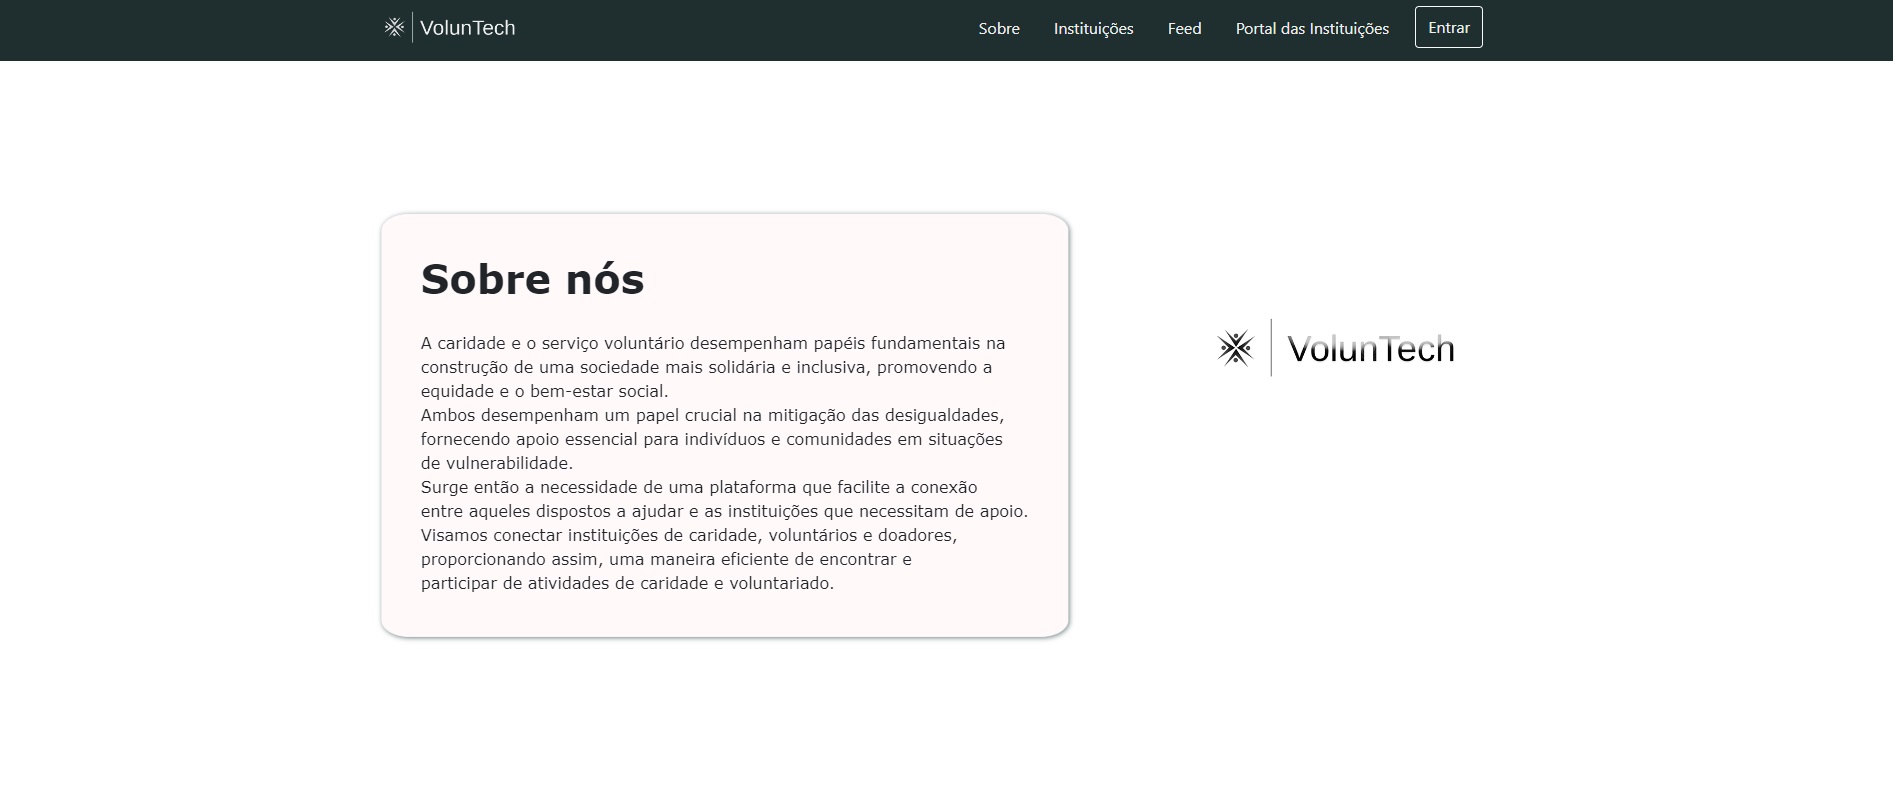 VolunTech
Sobre
Instituições
Feed
Portal das Instituições
Entrar
Sobre nós
A caridade e o serviço voluntário desempenham papéis fundamentais na
construção de uma sociedade mais solidária e inclusiva, promovendo a
equidade e o bem-estar social.
Ambos desempenham um papel crucial na mitigação das desigualdades,
fornecendo apoio essencial para indivíduos e comunidades em situações
de vulnerabilidade.
Surge então a necessidade de uma plataforma que facilite a conexão
entre aqueles dispostos a ajudar e as instituições que necessitam de apoio.
Visamos conectar instituições de caridade, voluntários e doadores,
proporcionando assim, uma maneira eficiente de encontrar e
participar de atividades de caridade e voluntariado.
VolunTech